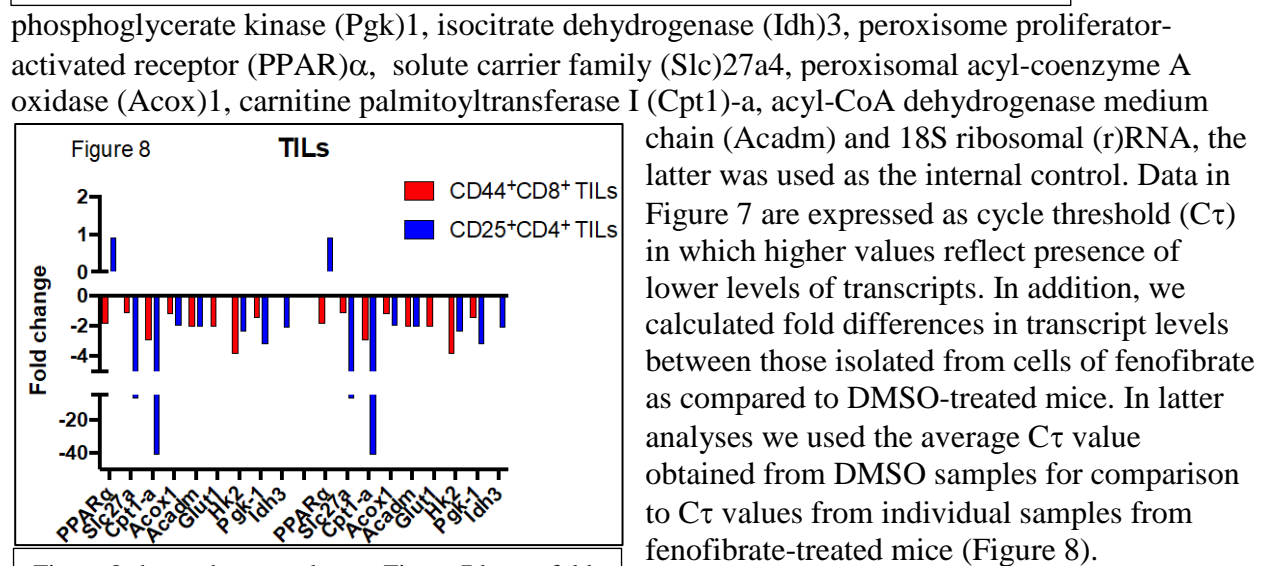 phosphoglycerate kinase (Pgk)1, isocitrate dehydrogenase (Idh)3, peroxisome proliferator-
activated receptor (PPAR)α, solute carrier family (Slc)27a4, peroxisomal acyl-coenzyme A
oxidase (Acox)1, carnitine palmitoyltransferase I (Cpt1)-a, acyl-CoA dehydrogenase medium
chain (Acadm) and 18S ribosomal (r)RNA, the
latter was used as the internal control. Data in
Figure 7 are expressed as cycle threshold (Cτ)
in which higher values reflect presence of
lower levels of transcripts. In addition, we
calculated fold differences in transcript levels
between those isolated from cells of fenofibrate
as compared to DMSO-treated mice. In latter
analyses we used the average Cτ value
obtained from DMSO samples for comparison
to Cτ values from individual samples from
fenofibrate-treated mice (Figure 8).
Figure 8
TILs
CD44+CD8+ TILs
CD25+CD4+ TILs
Fold change
2
1
0
0
-2
-4
-20
-40
PPARα
Slc27a
Cpt1-a
Acox1
Acadm
Glut1
Hk2
Pgk-1
Idh3
PPARα
Slc27a
Cpt1-a
Acox1
Acadm
Glut1
Hk2
Pgk-1
Idh3